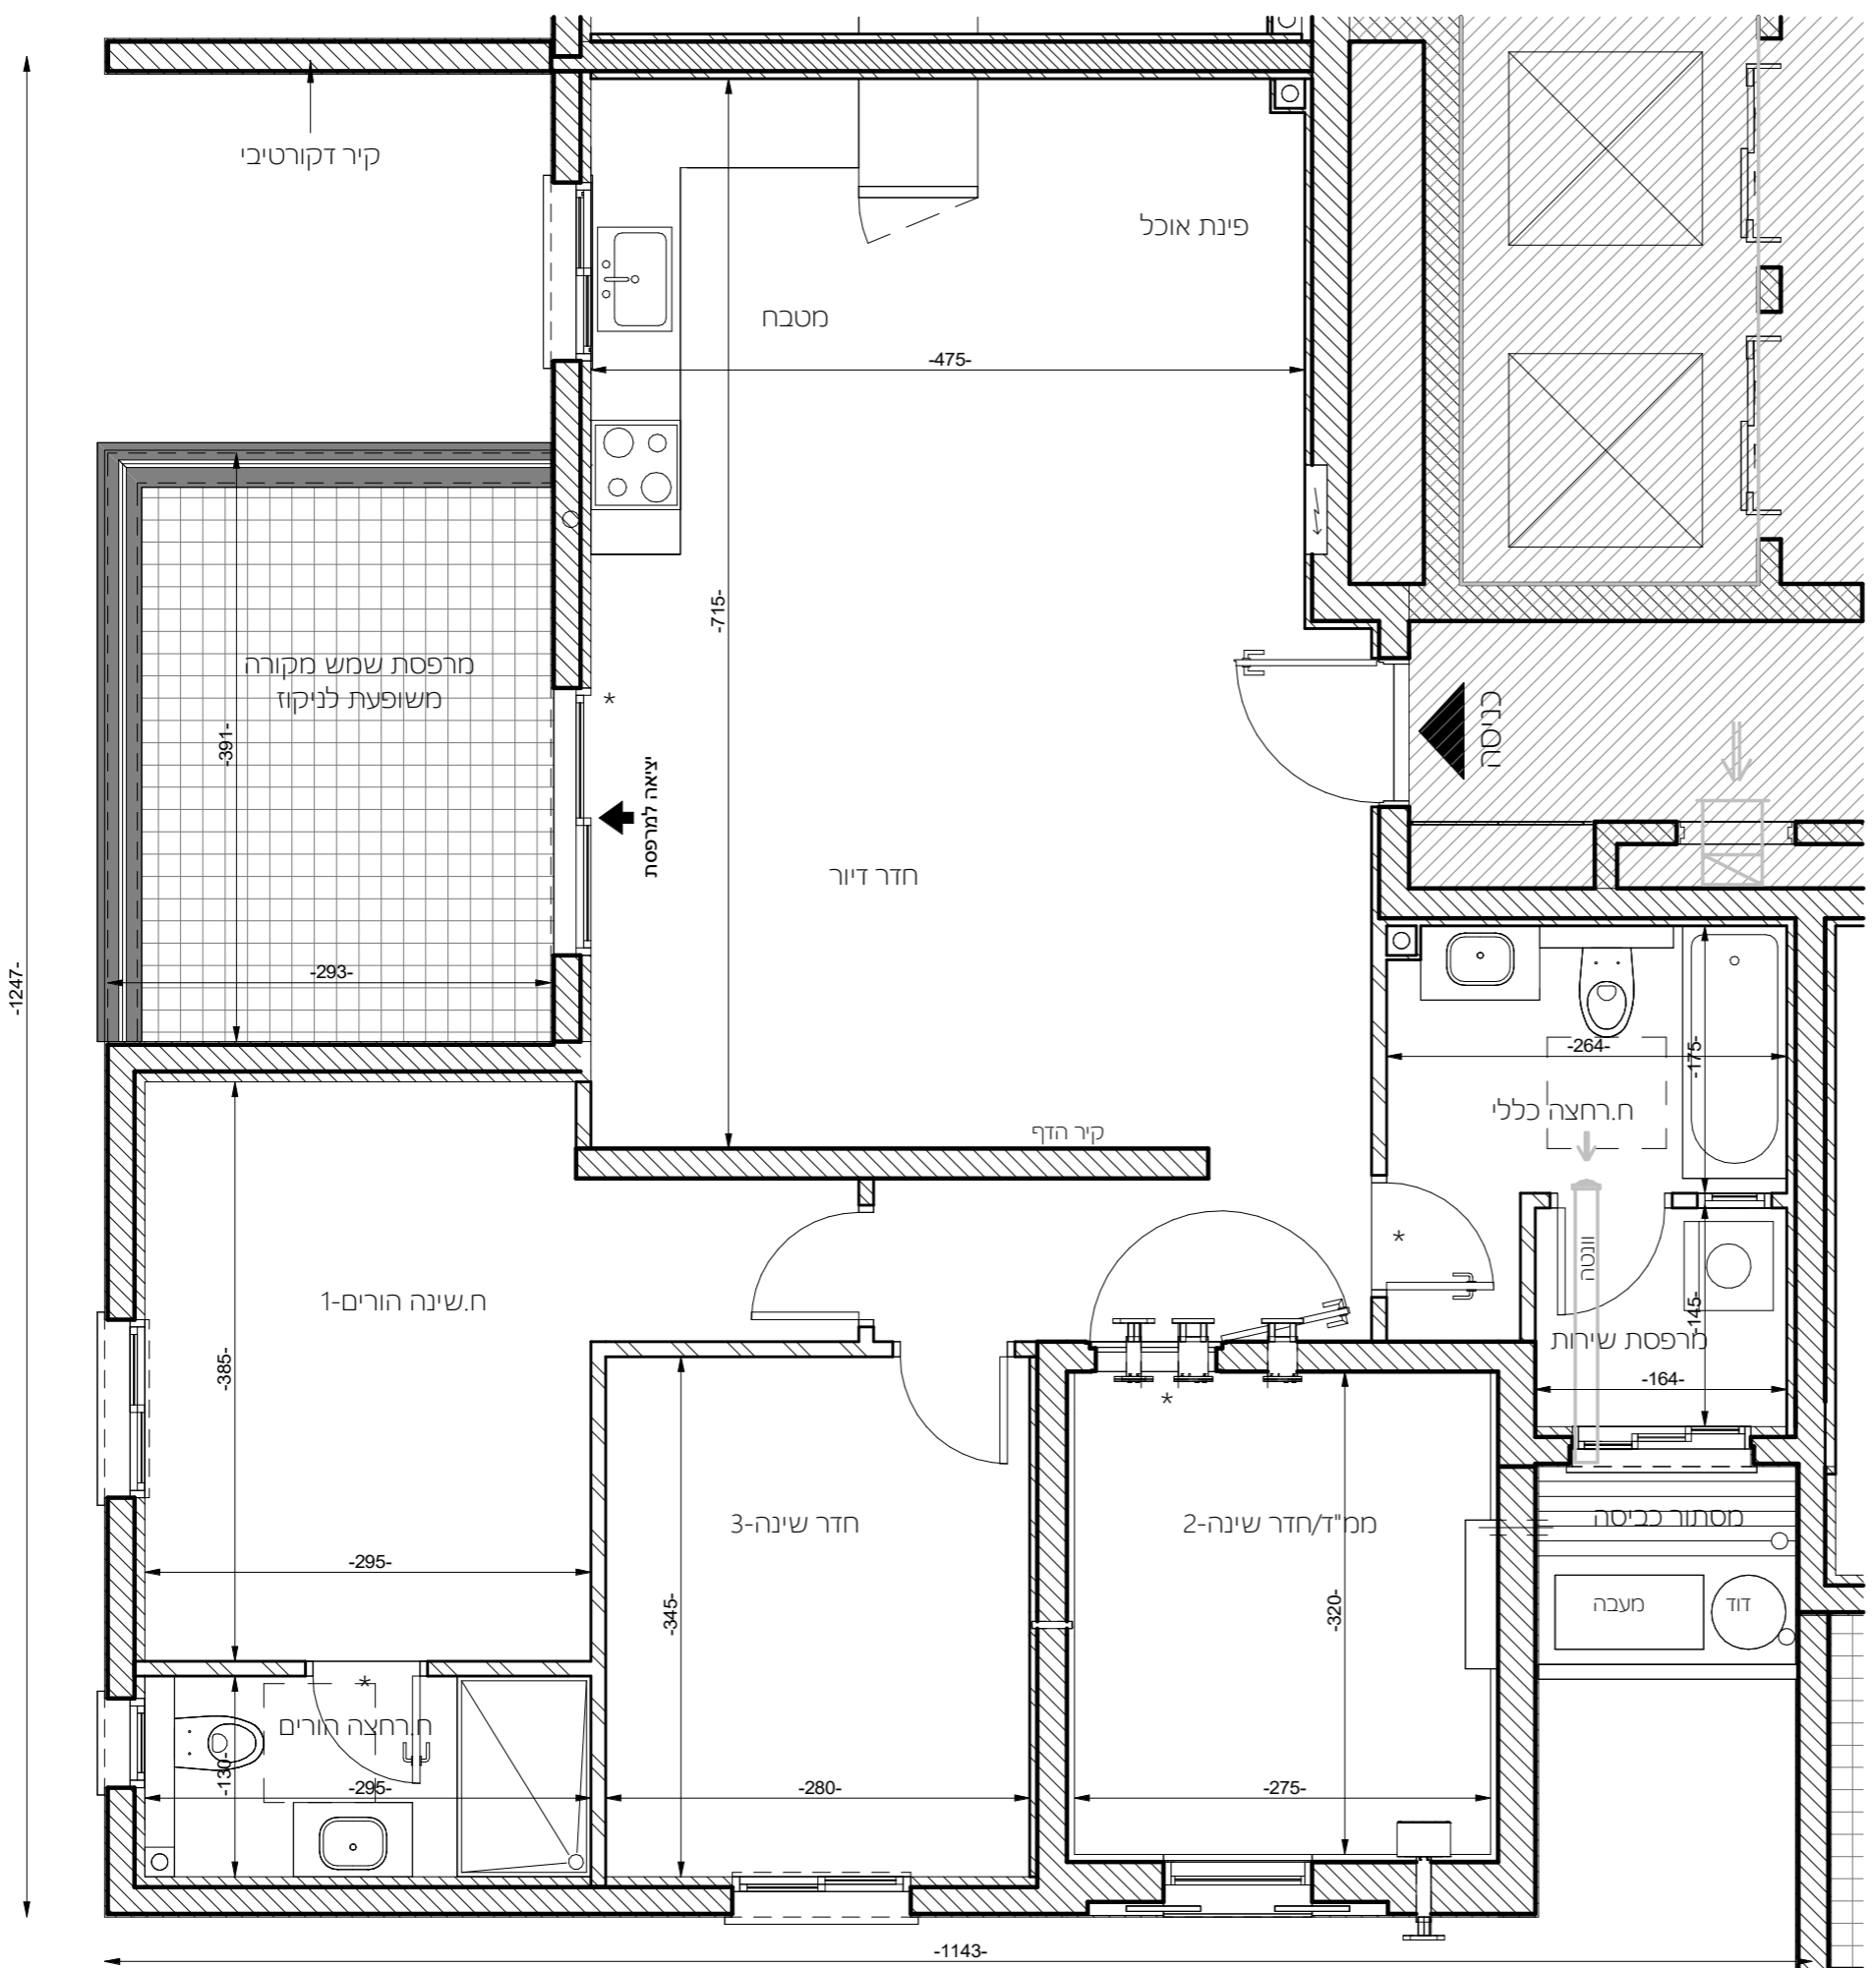 קיר דקורטיבי
פינת אוכל
מטבח
-475-
-715-
מרפסת שמש מקורה
משופעת לניקוז
-391-
-293-
*
יציאה למרפסת
כניסה
חדר דיור
-1247-
-264-
-175-
ח.רחצה כללי
קיר הדף
*
וונטה
-145-
מרפסת שירות
-164-
ח.שינה הורים-1
-385-
-295-
*
חדר שינה-3
-345-
-280-
ממ"ד/חדר שינה-2
-320-
-275-
מסתור כביסה
מעבה
דוד
*
ח.רחצה הורים
-130-
-295-
-1143-